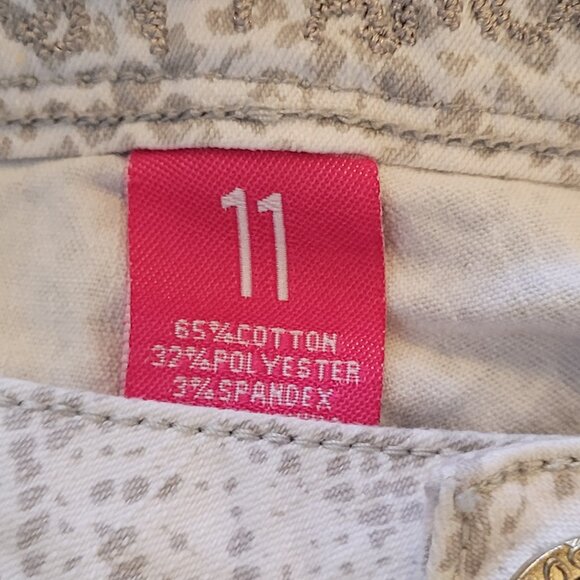 11
65%COTTON
32%POLYESTER
3%SPANDEX